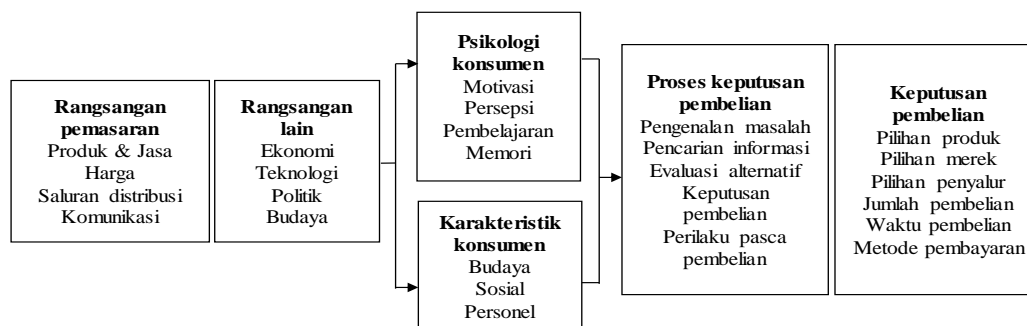 Rangsangan
pemasaran
Produk & Jasa
Harga
Saluran distribusi
Komunikasi
Rangsangan
lain
Ekonomi
Teknologi
Politik
Budaya
Psikologi
konsumen
Motivasi
Persepsi
Pembelajaran
Memori
Karakteristik
konsumen
Budaya
Sosial
Personel
Proses keputusan
pembelian
Pengenalan masalah
Pencarian informasi
Evaluasi alternatif
Keputusan
pembelian
Perilaku pasca
pembelian
Keputusan
pembelian
Pilihan produk
Pilihan merek
Pilihan penyalur
Jumlah pembelian
Waktu pembelian
Metode pembayaran